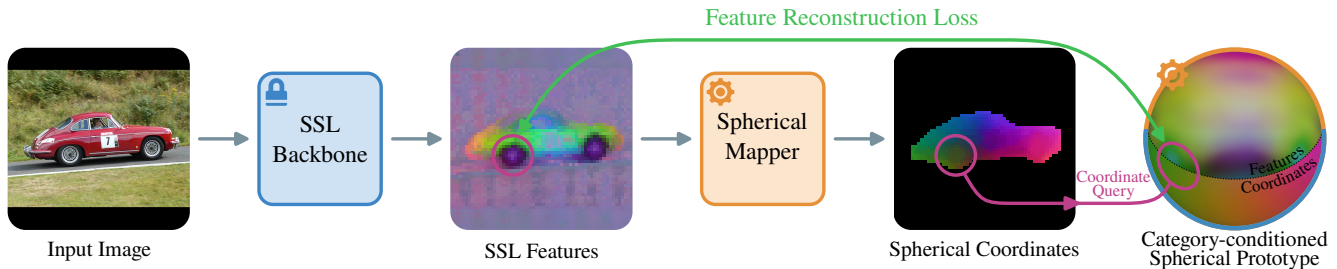 Feature Reconstruction Loss
SSL
Backbone
Spherical
Mapper
7
Features
Coordinates
Coordinate
Query
Input Image
SSL Features
Spherical Coordinates
Category-conditioned
Spherical Prototype